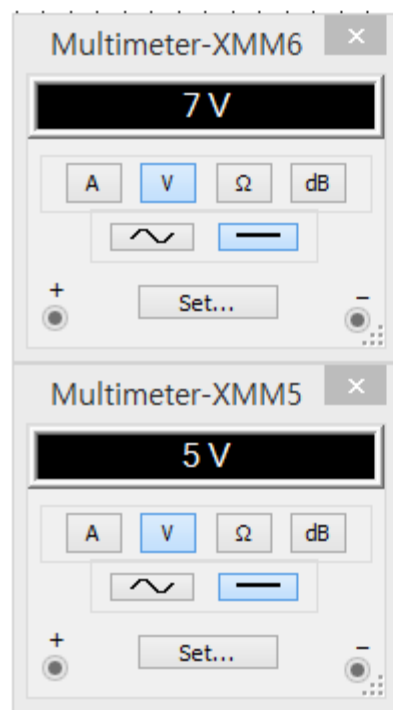 Multimeter-XMM6 ×
7 V
A V Ω dB
+ Set... −
Multimeter-XMM5 ×
5 V
A V Ω dB
+ Set... −